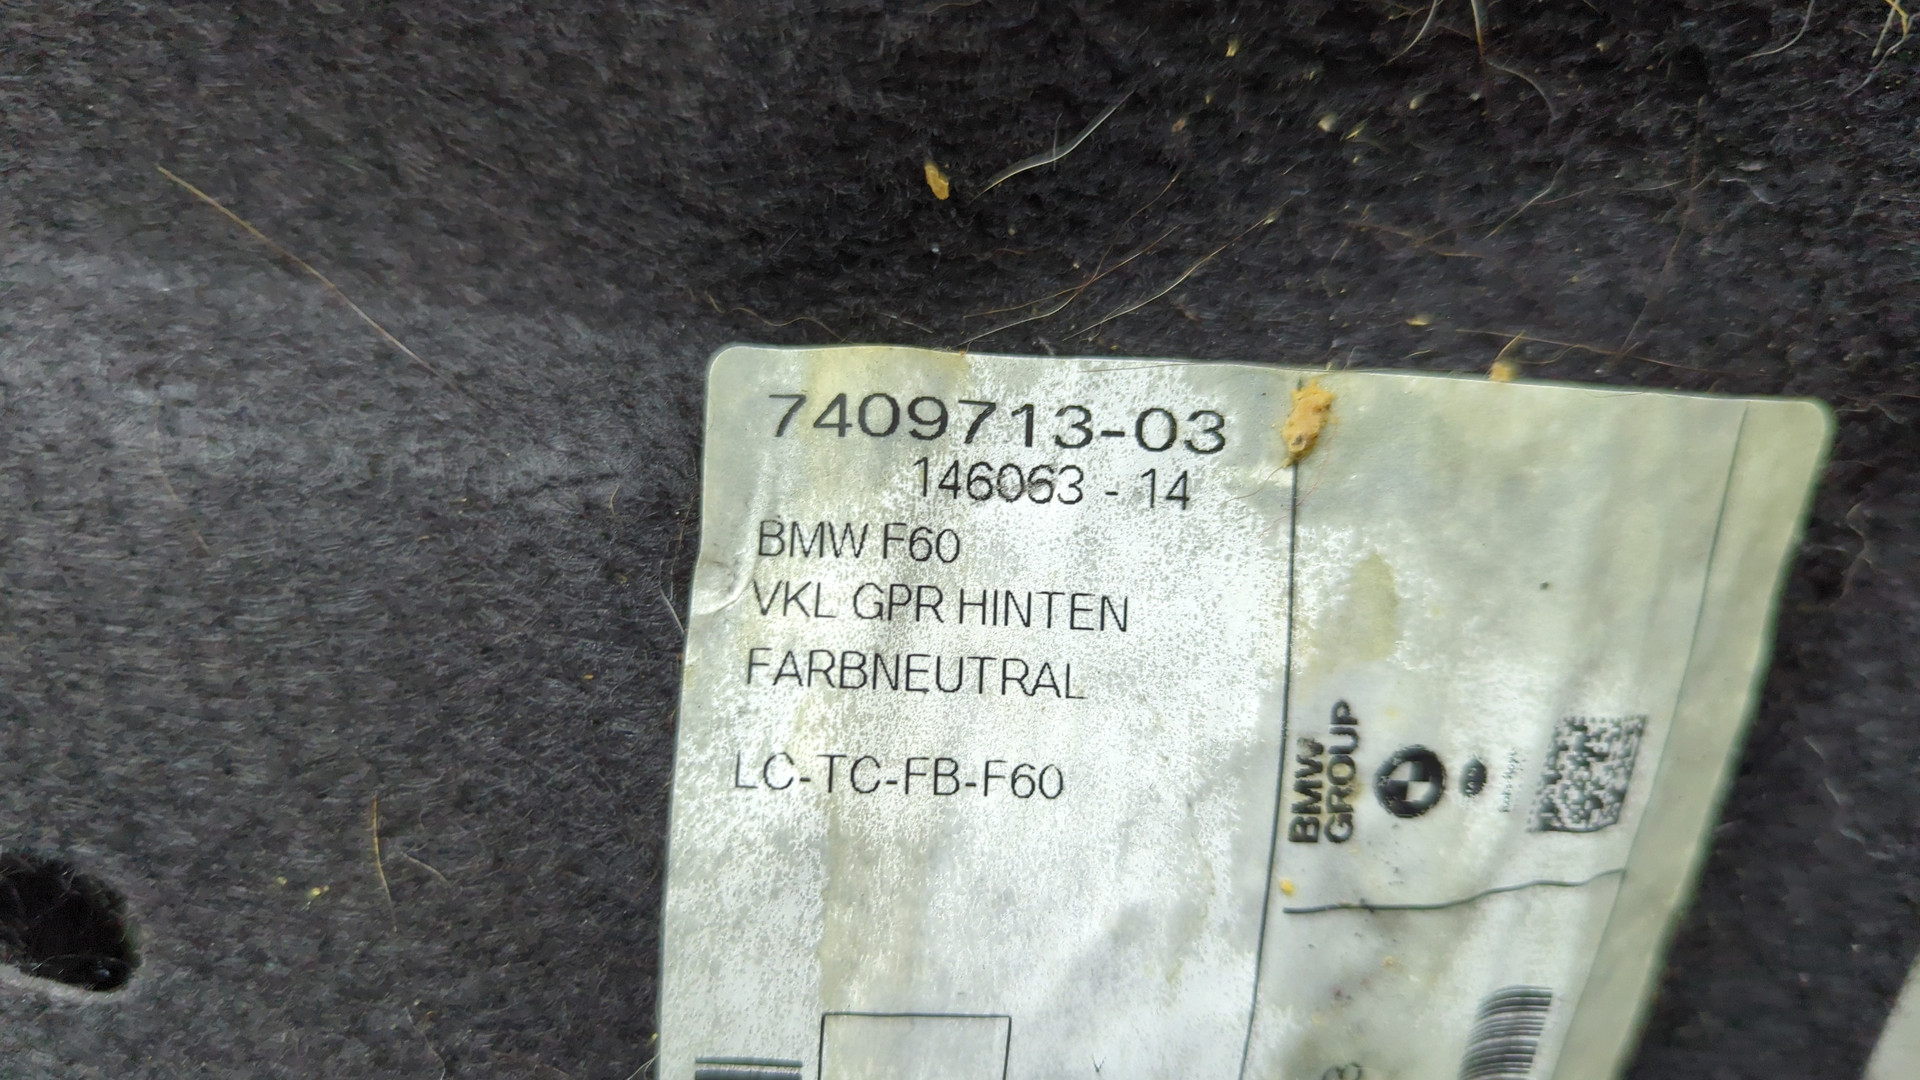 7409713-03
146063 - 14
BMW F60
VKL GPR HINTEN
FARBNEUTRAL
LC-TC-FB-F60
BMW
GROUP